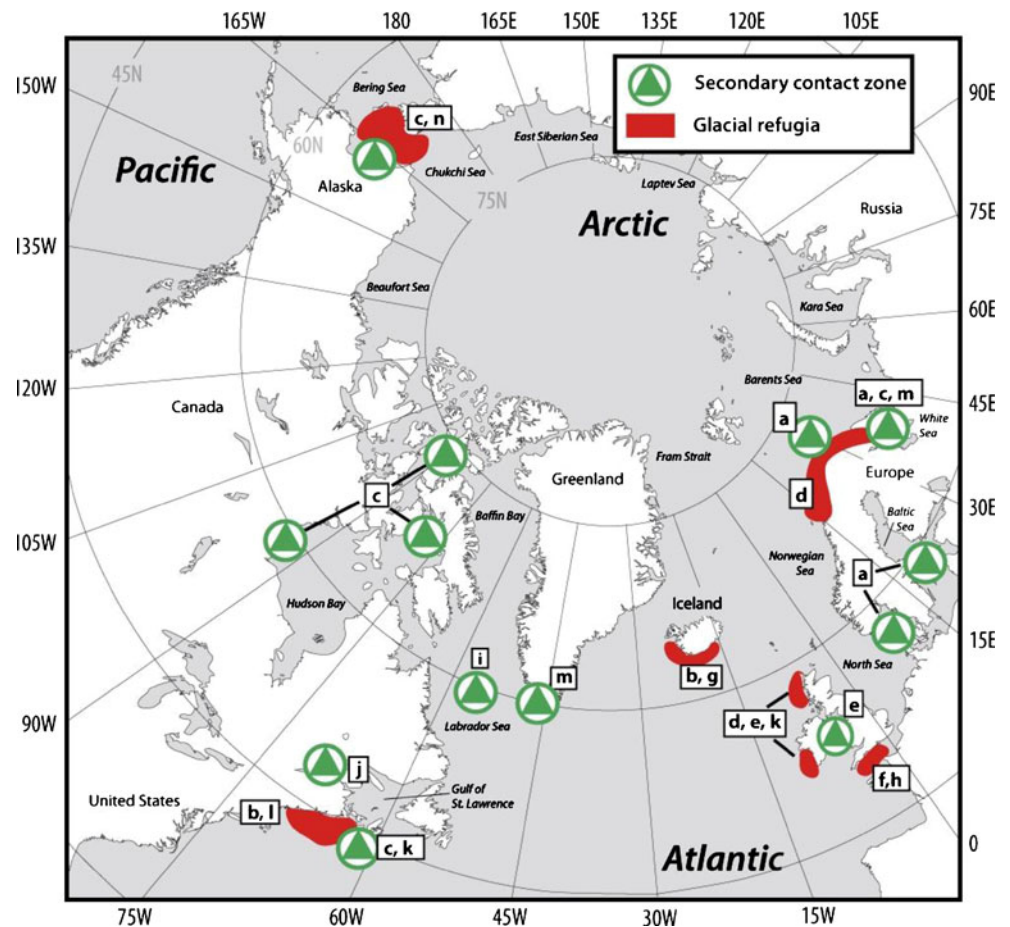 165W 180 165E 150E 135E 120E 105E
150W
45N
Bering Sea
Secondary contact zone
Glacial refugia
90E
c, n
60N
East Siberian Sea
Pacific
Alaska
Chukchi Sea
75N
Laptev Sea
Arctic
Russia
75E
135W
Beaufort Sea
Kara Sea
60E
120W
Barents Sea
a, c, m
Canada
a
White
Sea
45E
Fram Strait
Greenland
Europe
c
d
Baffin Bay
Baltic
Sea
30E
105W
Norwegian
Sea
a
Hudson Bay
Iceland
15E
i
m
b, g
North Sea
Labrador Sea
d, e, k
e
90W
j
f,h
United States
Gulf of
St. Lawrence
b, l
c, k
0
Atlantic
75W 60W 45W 30W 15W